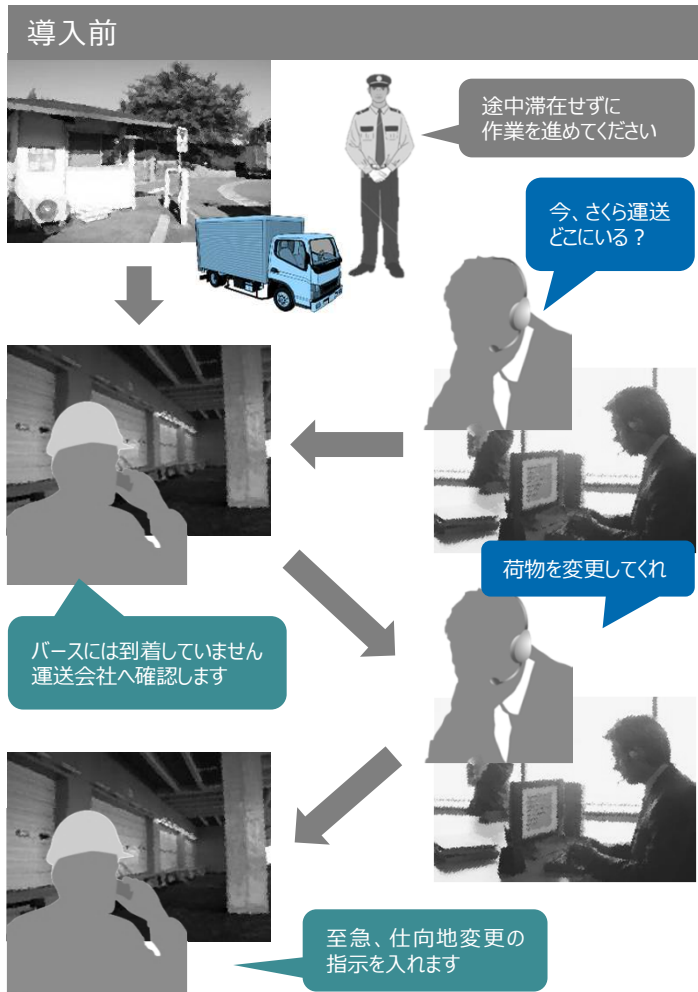 導入前
途中滞在せずに
作業を進めてください
今、さくら運送
どこにいる？
バースには到着していません
運送会社へ確認します
荷物を変更してくれ
至急、仕向地変更の
指示を入れます